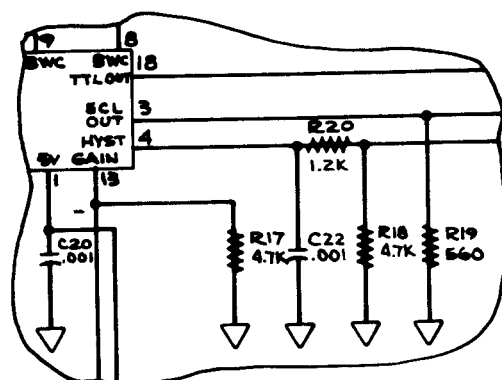 9 8
BWC BWC 18
TTL OUT
ECL 3
OUT
HYST 4
5V GAIN
1 13
R20
1.2K
C20
.001
R17
4.7K
C22
.001
R18
4.7K
R19
560